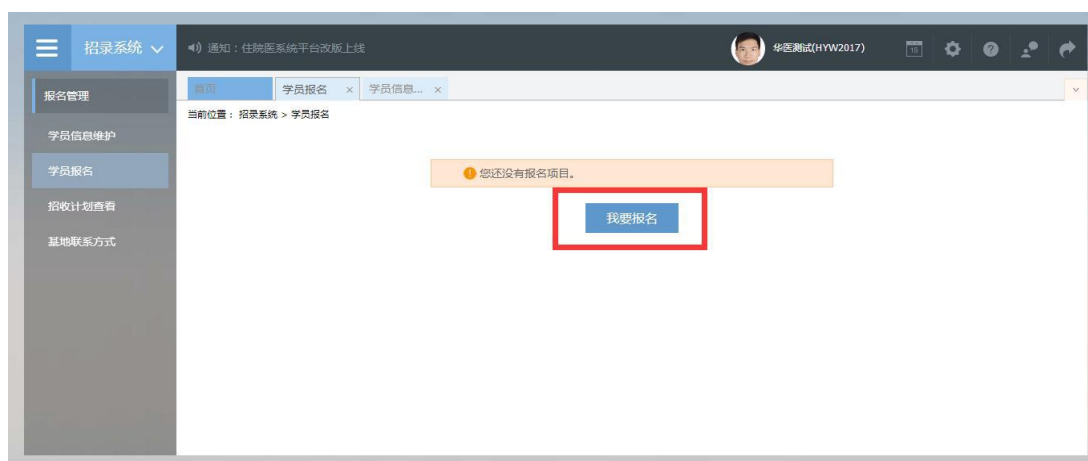 招录系统
通知：住院医系统平台改版上线
华医测试(HYW2017)
15
报名管理
首页
学员报名 ×
学员信息... ×
当前位置： 招录系统 > 学员报名
学员信息维护
学员报名
招收计划查看
基地联系方式
您还没有报名项目。
我要报名